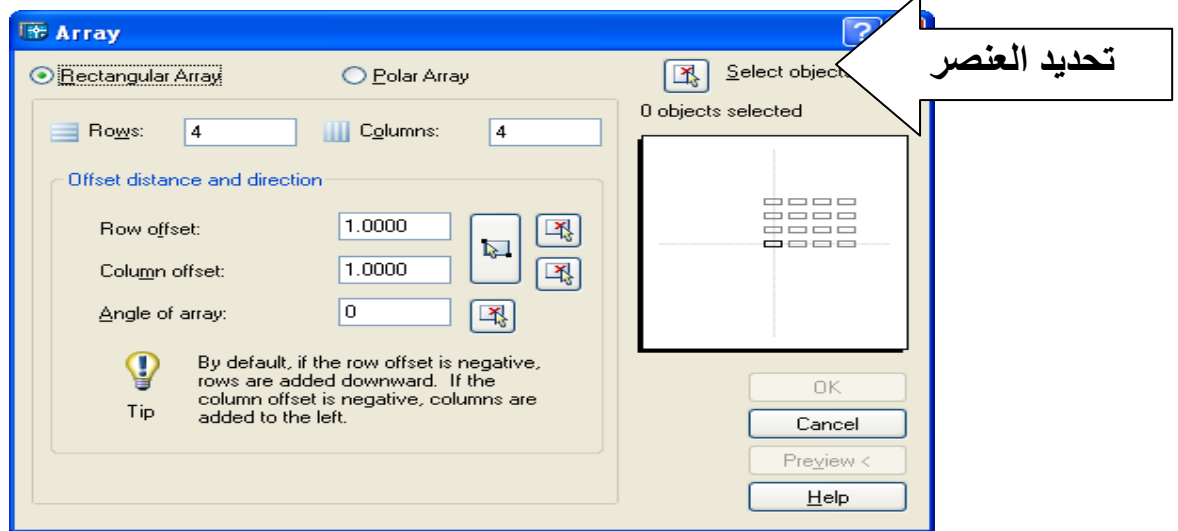 Array
?
تحديد العنصر
Rectangular Array
Polar Array
Select objects
0 objects selected
Rows: 4
Columns: 4
Offset distance and direction
Row offset: 1.0000
Column offset: 1.0000
Angle of array: 0
Tip
By default, if the row offset is negative,
rows are added downward. If the
column offset is negative, columns are
added to the left.
OK
Cancel
Preview <
Help